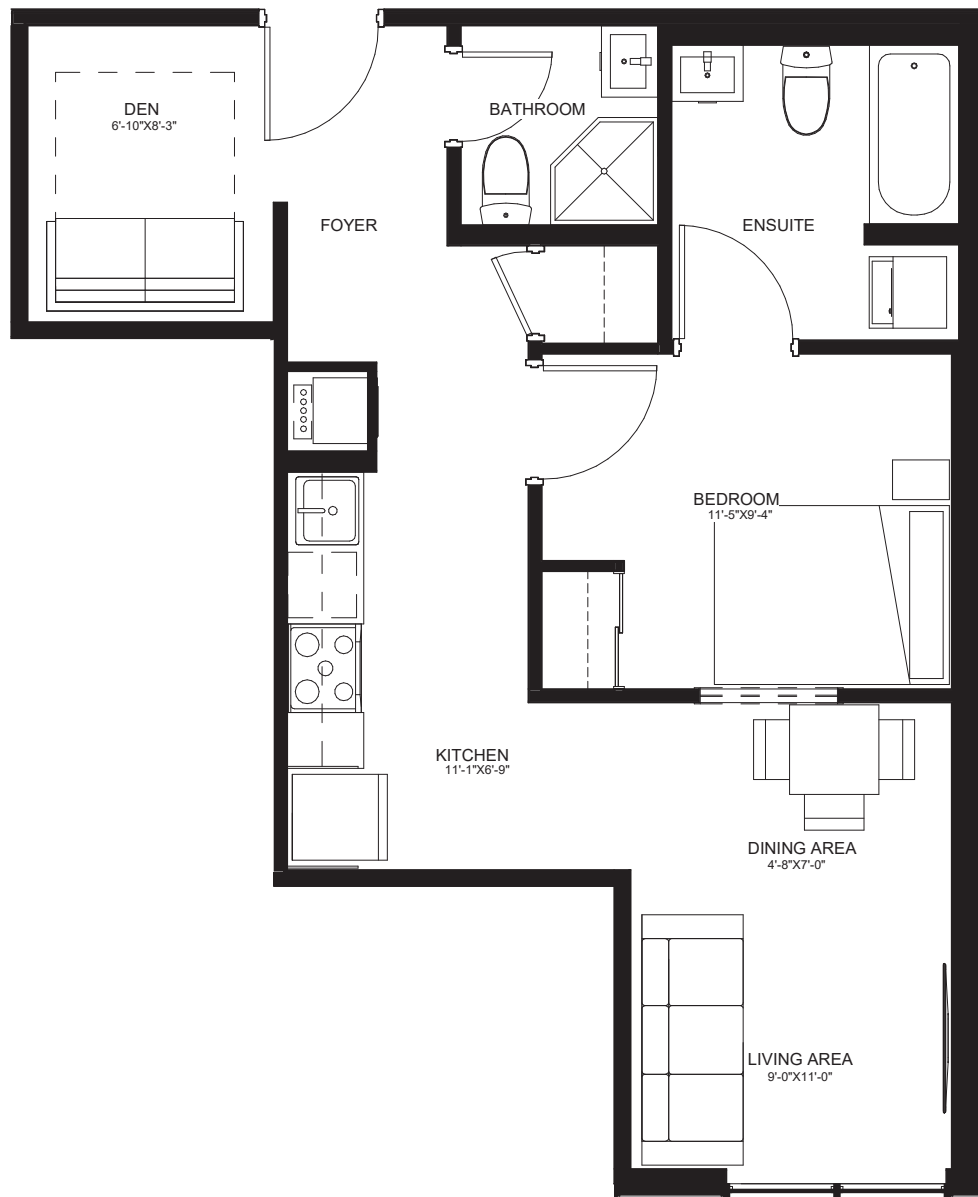 DEN
6'-10"X8'-3"
BATHROOM
FOYER
ENSUITE
BEDROOM
11'-5"X9'-4"
KITCHEN
11'-1"X6'-9"
DINING AREA
4'-8"X7'-0"
LIVING AREA
9'-0"X11'-0"